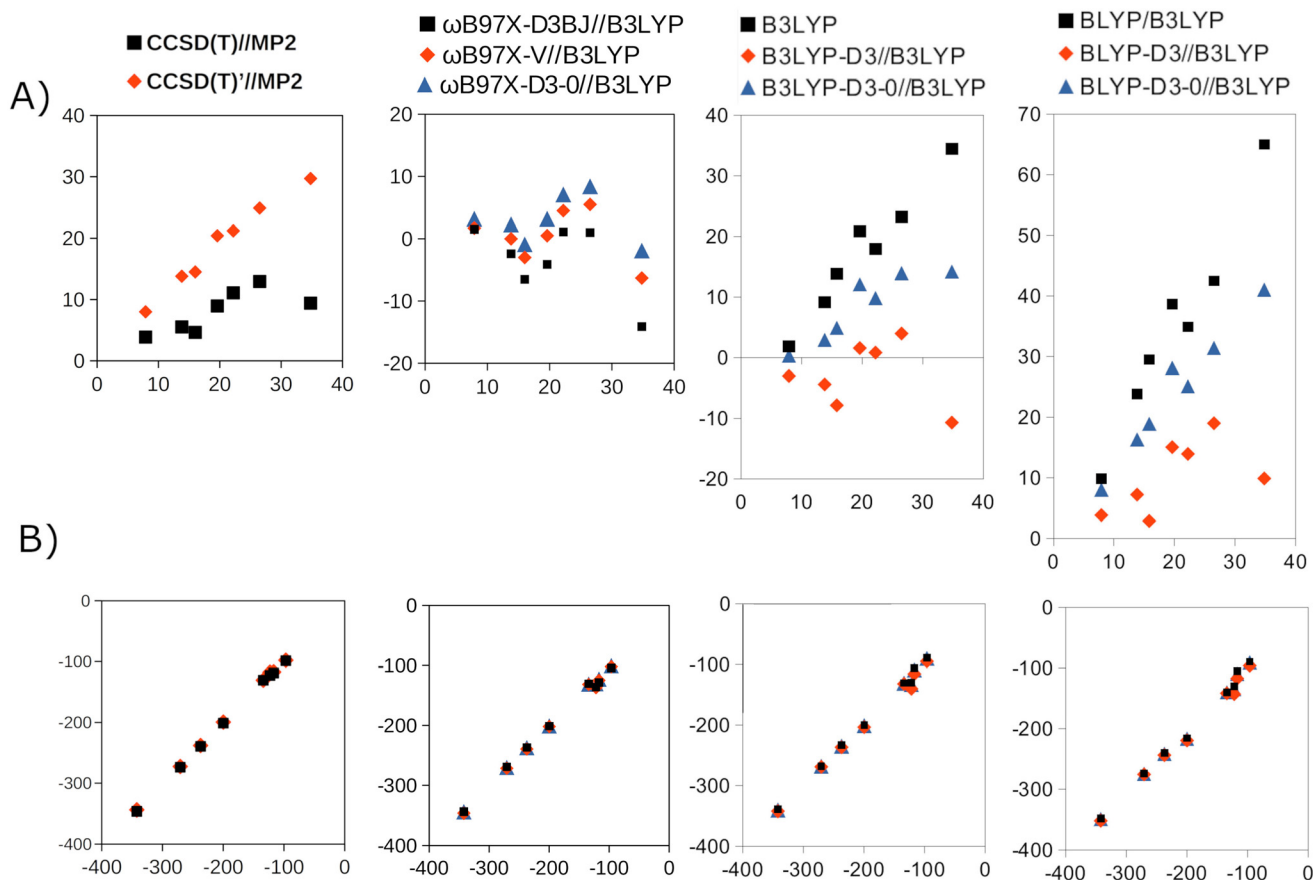 CCSD(T)//MP2
CCSD(T)'//MP2
ωB97X-D3BJ//B3LYP
ωB97X-V//B3LYP
ωB97X-D3-0//B3LYP
B3LYP
B3LYP-D3//B3LYP
B3LYP-D3-0//B3LYP
BLYP/B3LYP
BLYP-D3//B3LYP
BLYP-D3-0//B3LYP
A)
40
30
20
10
0
0 10 20 30 40
20
10
0
-10
-20
0 10 20 30 40
40
30
20
10
0
-10
-20
0 10 20 30 40
70
60
50
40
30
20
10
0
0 10 20 30 40
B)
0
-100
-200
-300
-400
-400 -300 -200 -100 0
0
-100
-200
-300
-400
-400 -300 -200 -100 0
0
-100
-200
-300
-400
-400 -300 -200 -100 0
0
-100
-200
-300
-400
-400 -300 -200 -100 0